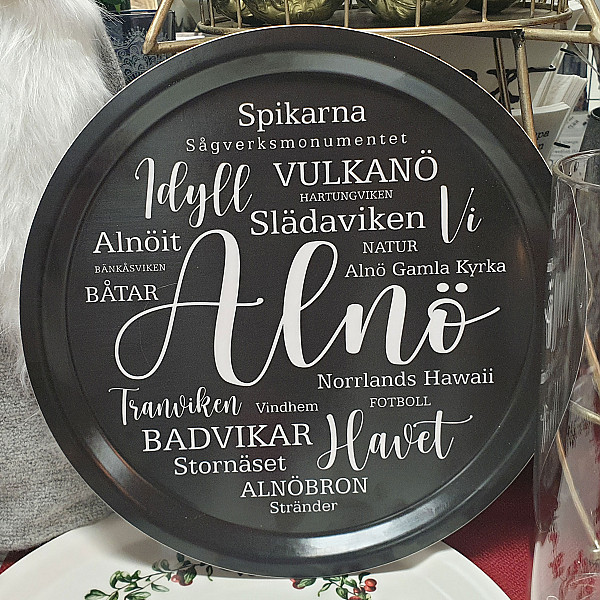 Spikarna
Sågverksmonumentet
Idyll VULKANÖ
HARTUNGVIKEN
Slädaviken Vi
Alnöit NATUR
BÄNKÅSVIKEN Alnö Gamla Kyrka
BÅTAR Alnö
Norrlands Hawaii
Tranviken Vindhem FOTBOLL
BADVIKAR Havet
Stornäset
ALNÖBRON
Stränder